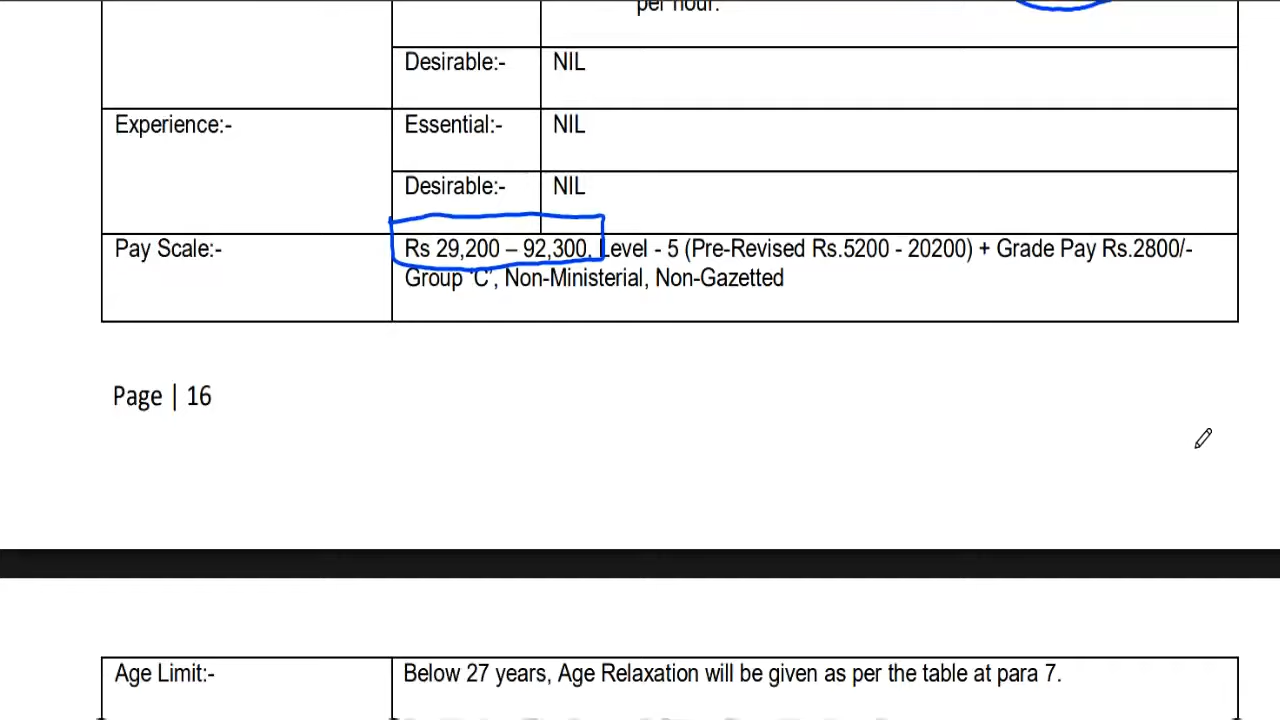 per hour.
Desirable:- NIL
Experience:- Essential:- NIL
Desirable:- NIL
Pay Scale:- Rs 29,200 – 92,300, Level - 5 (Pre-Revised Rs.5200 - 20200) + Grade Pay Rs.2800/-
Group ‘C’, Non-Ministerial, Non-Gazetted
Page | 16
Age Limit:- Below 27 years, Age Relaxation will be given as per the table at para 7.